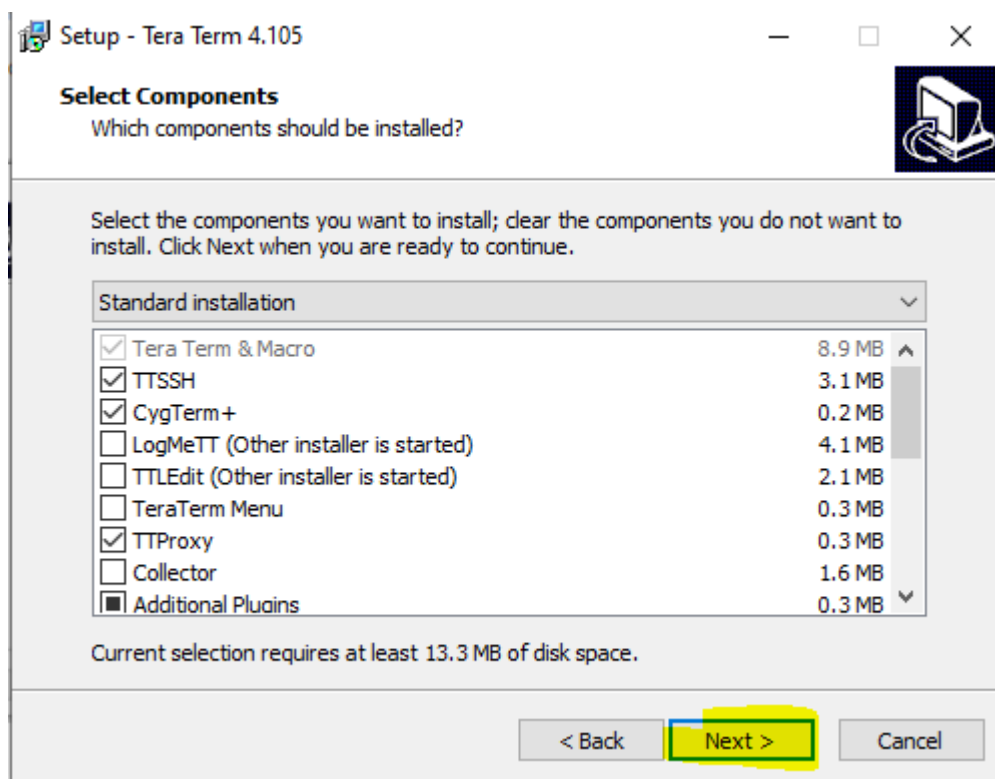 Setup - Tera Term 4.105
Select Components
Which components should be installed?
Select the components you want to install; clear the components you do not want to
install. Click Next when you are ready to continue.
Standard installation
Tera Term & Macro 8.9 MB
TTSSH 3.1 MB
CygTerm+ 0.2 MB
LogMeTT (Other installer is started) 4.1 MB
TTLEdit (Other installer is started) 2.1 MB
TeraTerm Menu 0.3 MB
TTProxy 0.3 MB
Collector 1.6 MB
Additional Plugins 0.3 MB
Current selection requires at least 13.3 MB of disk space.
< Back Next > Cancel